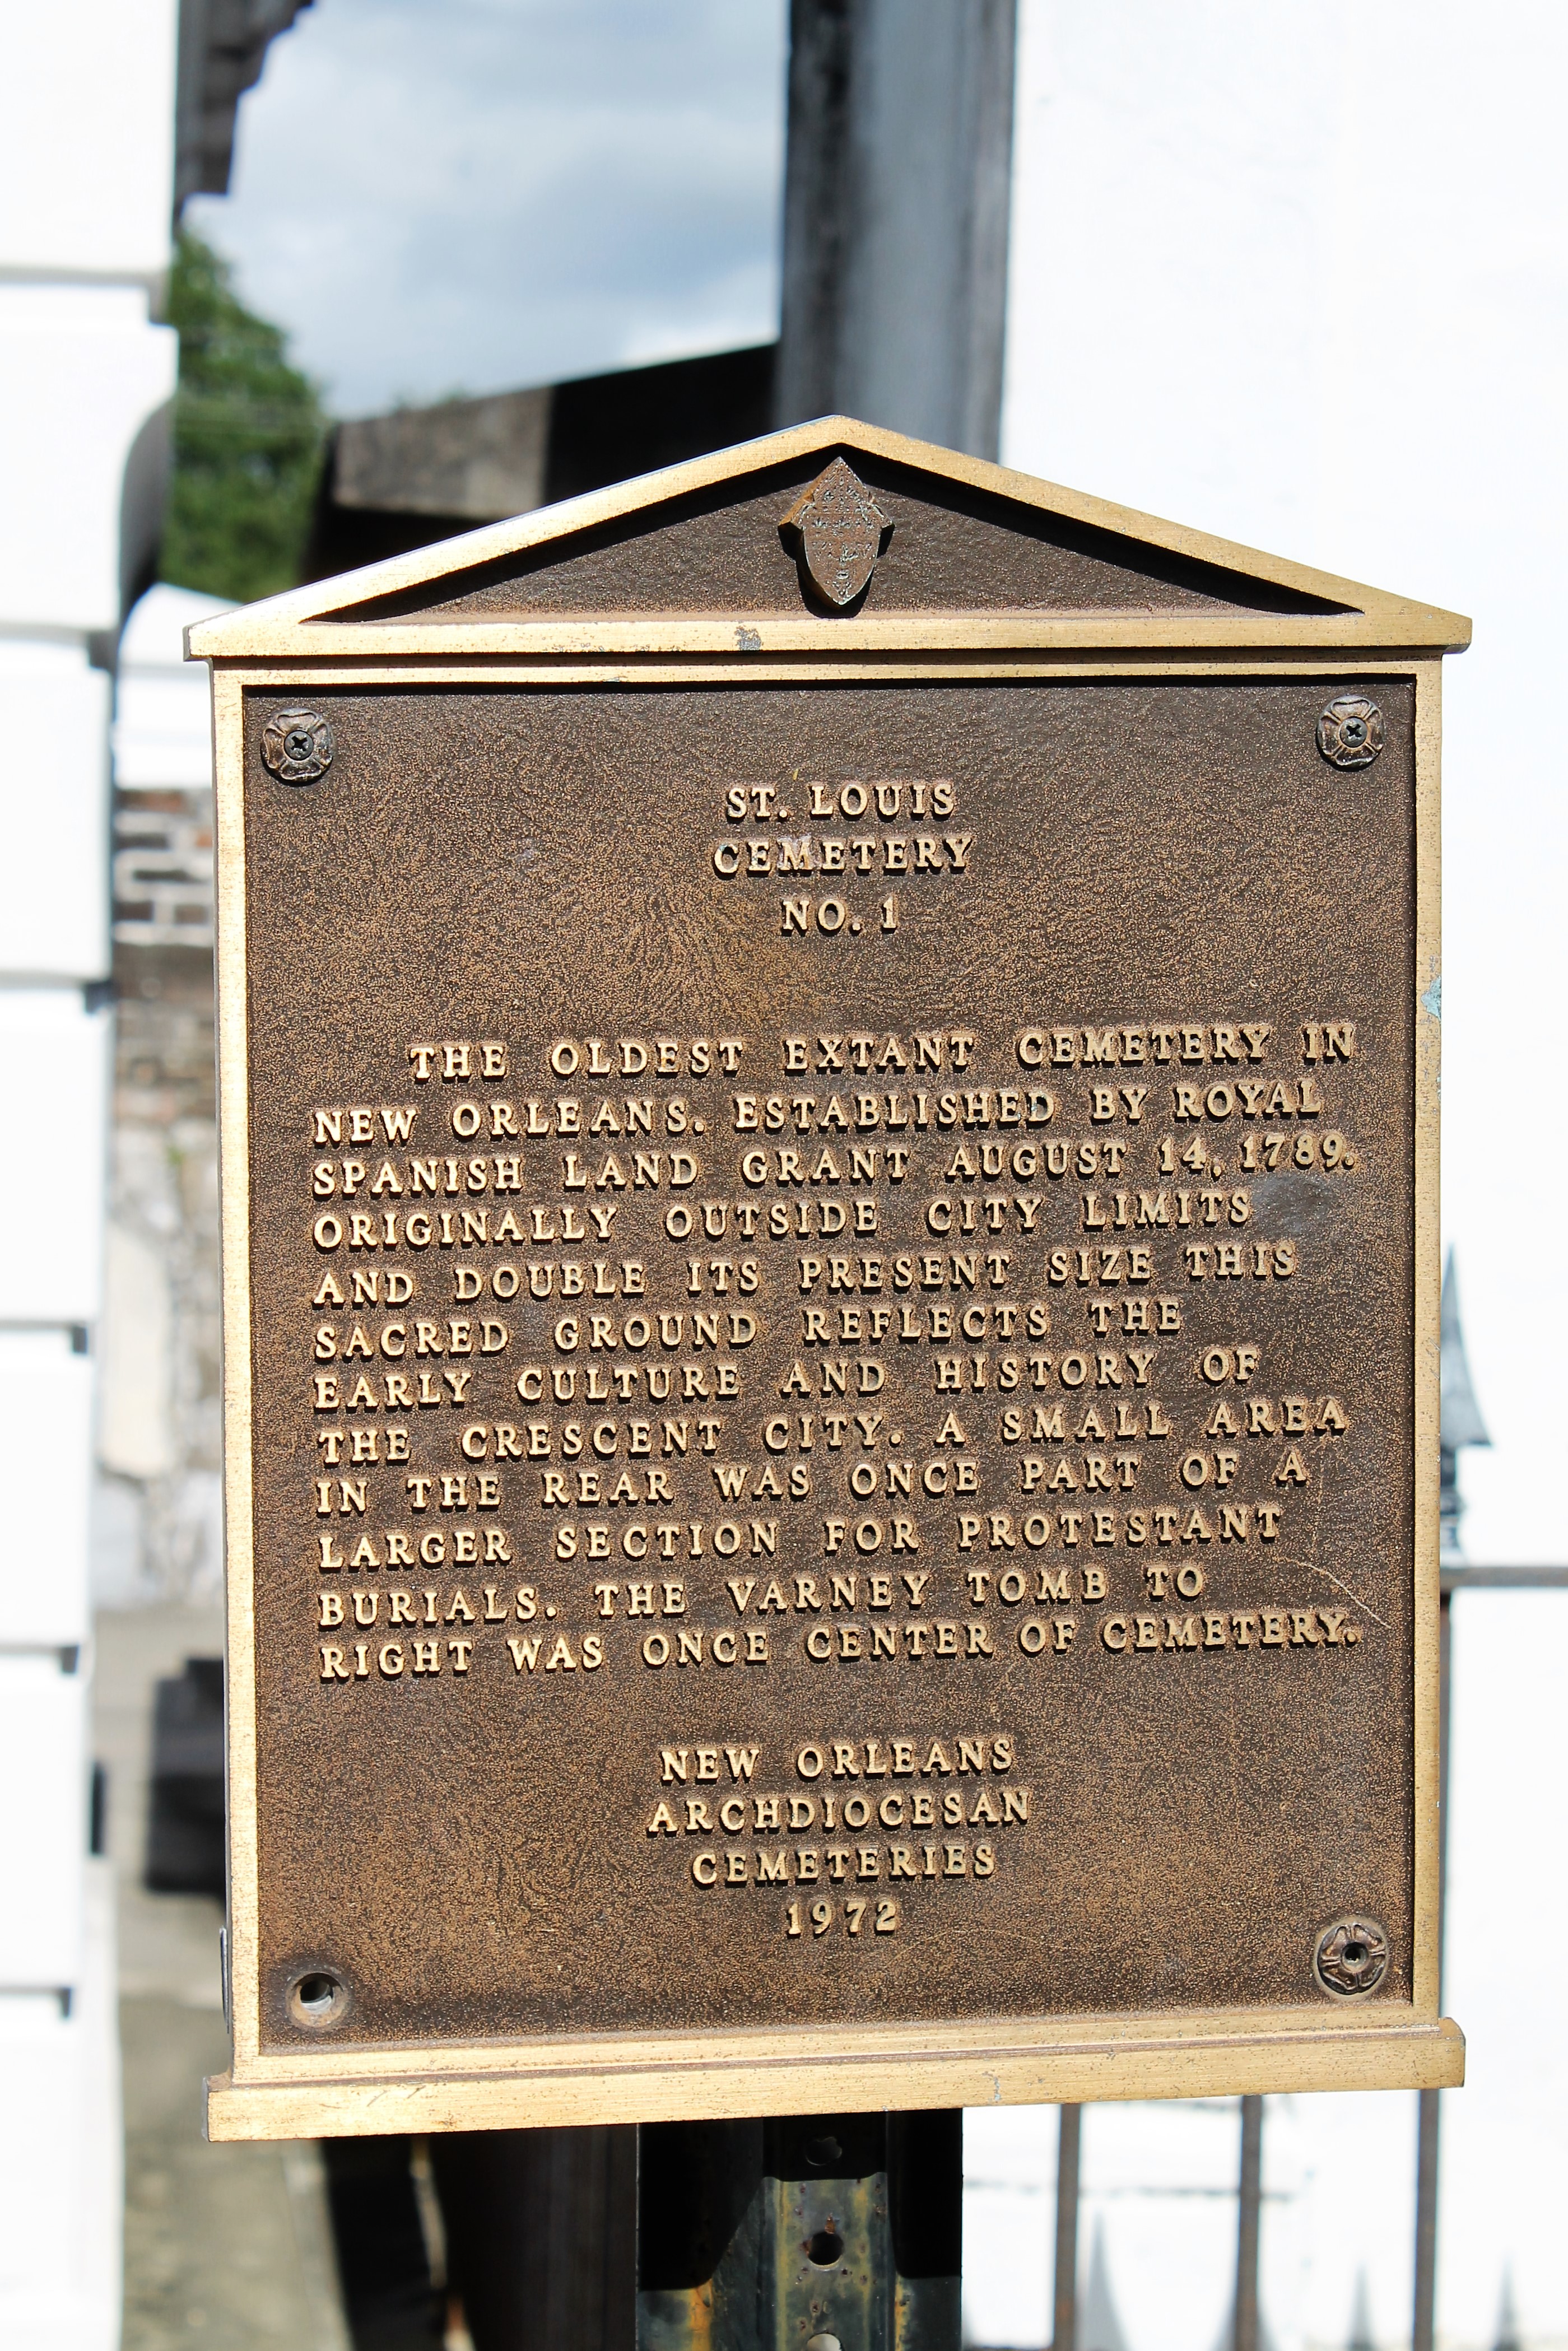 ST. LOUIS
CEMETERY
NO. 1
THE OLDEST EXTANT CEMETERY IN
NEW ORLEANS. ESTABLISHED BY ROYAL
SPANISH LAND GRANT AUGUST 14, 1789.
ORIGINALLY OUTSIDE CITY LIMITS
AND DOUBLE ITS PRESENT SIZE THIS
SACRED GROUND REFLECTS THE
EARLY CULTURE AND HISTORY OF
THE CRESCENT CITY. A SMALL AREA
IN THE REAR WAS ONCE PART OF A
LARGER SECTION FOR PROTESTANT
BURIALS. THE VARNEY TOMB TO
RIGHT WAS ONCE CENTER OF CEMETERY.
NEW ORLEANS
ARCHDIOCESAN
CEMETERIES
1972